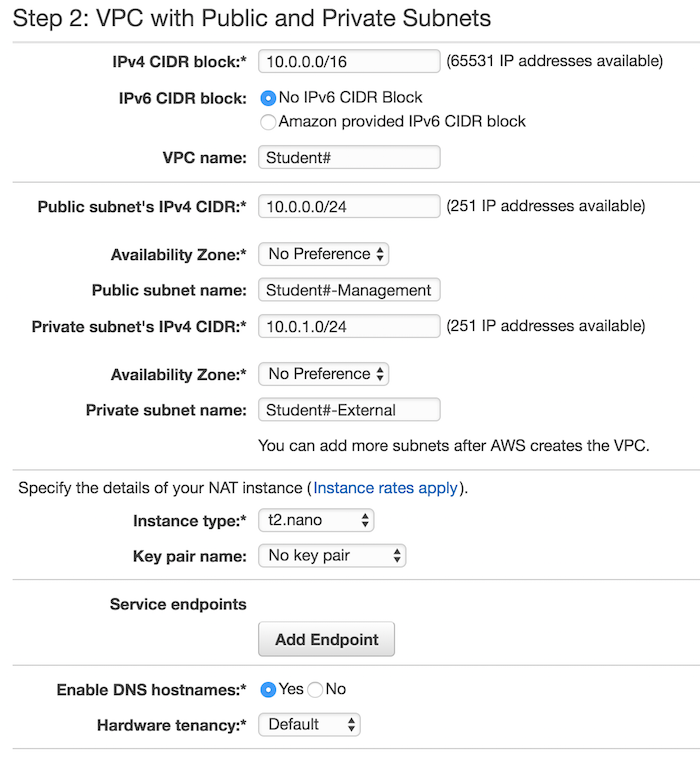 Step 2: VPC with Public and Private Subnets
IPv4 CIDR block:* 10.0.0.0/16 (65531 IP addresses available)
IPv6 CIDR block: No IPv6 CIDR Block
Amazon provided IPv6 CIDR block
VPC name: Student#
Public subnet's IPv4 CIDR:* 10.0.0.0/24 (251 IP addresses available)
Availability Zone:* No Preference
Public subnet name: Student#-Management
Private subnet's IPv4 CIDR:* 10.0.1.0/24 (251 IP addresses available)
Availability Zone:* No Preference
Private subnet name: Student#-External
You can add more subnets after AWS creates the VPC.
Specify the details of your NAT instance (Instance rates apply).
Instance type:* t2.nano
Key pair name: No key pair
Service endpoints
Add Endpoint
Enable DNS hostnames:* Yes No
Hardware tenancy:* Default